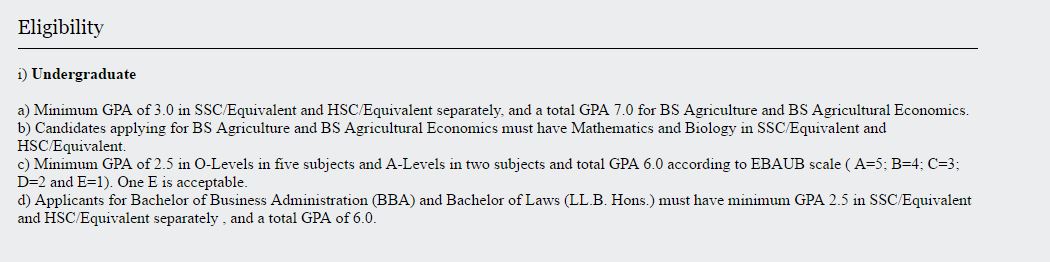 Eligibility
i) Undergraduate
a) Minimum GPA of 3.0 in SSC/Equivalent and HSC/Equivalent separately, and a total GPA 7.0 for BS Agriculture and BS Agricultural Economics.
b) Candidates applying for BS Agriculture and BS Agricultural Economics must have Mathematics and Biology in SSC/Equivalent and
HSC/Equivalent.
c) Minimum GPA of 2.5 in O-Levels in five subjects and A-Levels in two subjects and total GPA 6.0 according to EBAUB scale ( A=5; B=4; C=3;
D=2 and E=1). One E is acceptable.
d) Applicants for Bachelor of Business Administration (BBA) and Bachelor of Laws (LL.B. Hons.) must have minimum GPA 2.5 in SSC/Equivalent
and HSC/Equivalent separately , and a total GPA of 6.0.